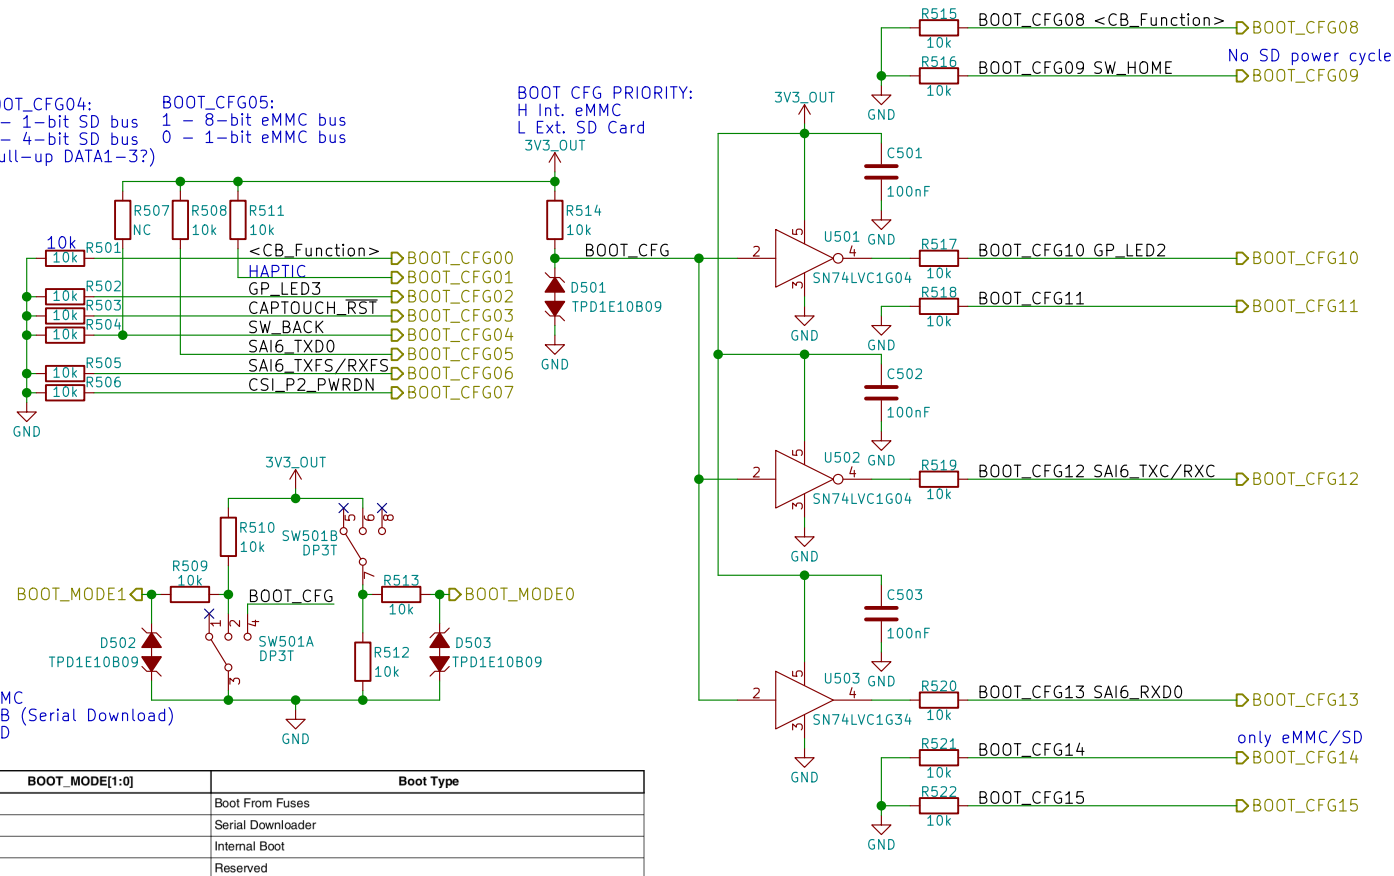 R515
BOOT_CFG08 <CB_Function>
BOOT_CFG08
10k
No SD power cycle
R516
BOOT_CFG09 SW_HOME
BOOT_CFG09
10k
GND
OOT_CFG04:
- 1-bit SD bus
- 4-bit SD bus
ull-up DATA1-3?)
BOOT_CFG05:
1 - 8-bit eMMC bus
0 - 1-bit eMMC bus
BOOT CFG PRIORITY:
H Int. eMMC
L Ext. SD Card
3V3_OUT
3V3_OUT
C501
100nF
GND
R507
NC
R508
10k
R511
10k
R514
10k
BOOT_CFG
10k
R501
10k
<CB_Function>
BOOT_CFG00
HAPTIC
BOOT_CFG01
R502
10k
GP_LED3
BOOT_CFG02
R503
10k
CAPTOUCH_RST
BOOT_CFG03
R504
10k
SW_BACK
BOOT_CFG04
SAI6_TXD0
BOOT_CFG05
R505
10k
SAI6_TXFS/RXFS
BOOT_CFG06
R506
10k
CSI_P2_PWRDN
BOOT_CFG07
GND
D501
TPD1E10B09
GND
5
U501
2
4
SN74LVC1G04
3
GND
R517
10k
BOOT_CFG10 GP_LED2
BOOT_CFG10
R518
10k
BOOT_CFG11
BOOT_CFG11
GND
C502
100nF
GND
5
U502
2
4
SN74LVC1G04
3
GND
R519
10k
BOOT_CFG12 SAI6_TXC/RXC
BOOT_CFG12
3V3_OUT
R510
10k
SW501B
DP3T
5
6
8
7
R509
10k
BOOT_MODE1
BOOT_CFG
R513
10k
BOOT_MODE0
D502
TPD1E10B09
1
2
4
SW501A
DP3T
3
R512
10k
D503
TPD1E10B09
GND
C503
100nF
GND
5
U503
2
4
SN74LVC1G34
3
GND
R520
10k
BOOT_CFG13 SAI6_RXD0
BOOT_CFG13
only eMMC/SD
R521
10k
BOOT_CFG14
BOOT_CFG14
R522
10k
BOOT_CFG15
BOOT_CFG15
GND
MC
B (Serial Download)
D
BOOT_MODE[1:0]
Boot Type
Boot From Fuses
Serial Downloader
Internal Boot
Reserved